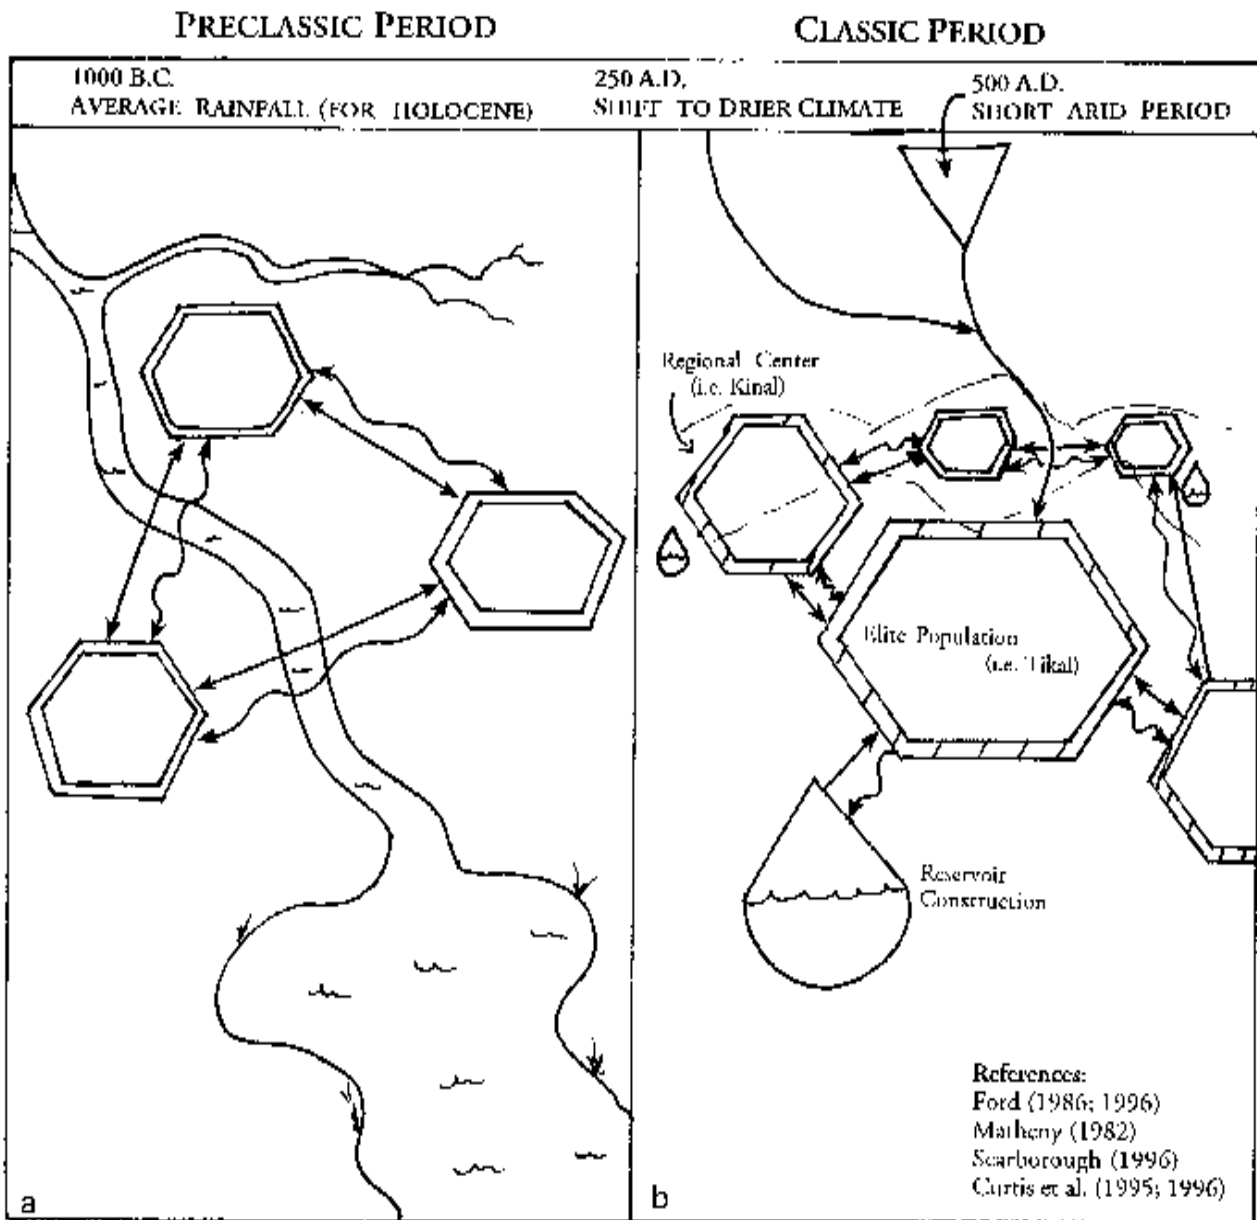 PRECLASSIC PERIOD
CLASSIC PERIOD
1000 B.C.
AVERAGE RAINFALL (FOR HOLOCENE)
250 A.D.
SHIFT TO DRIER CLIMATE
500 A.D.
SHORT ARID PERIOD
Regional Center
(i.e. Kinal)
Elite Population
(i.e. Tikal)
Reservoir
Construction
References:
Ford (1986; 1996)
Matheny (1982)
Scarborough (1996)
Curtis et al. (1995; 1996)
a
b